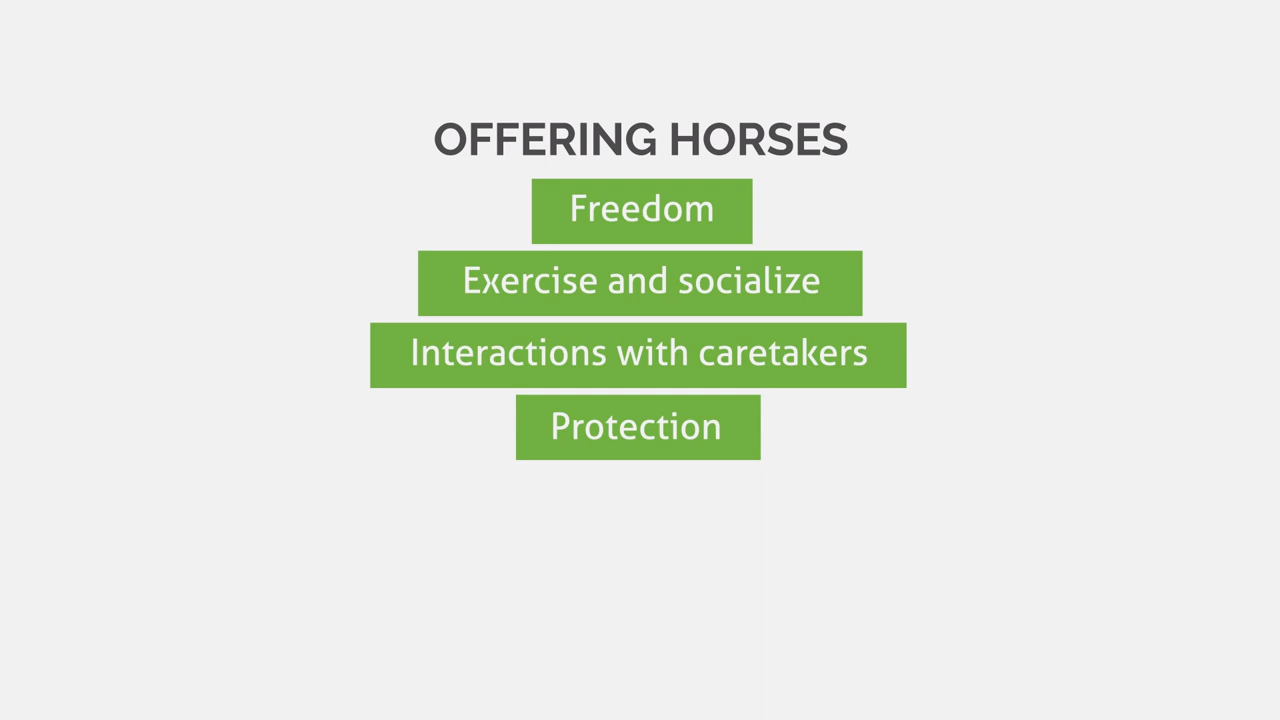 OFFERING HORSES
Freedom
Exercise and socialize
Interactions with caretakers
Protection